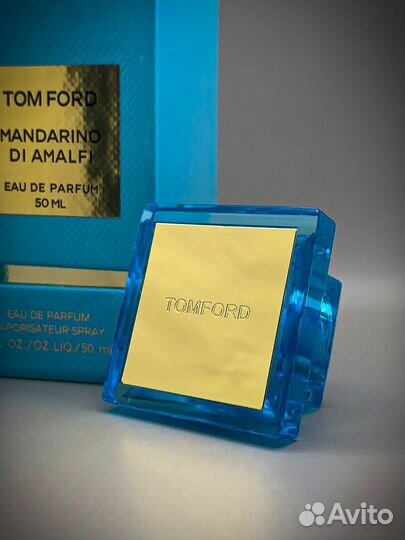 TOM FORD
MANDARINO
DI AMALFI
EAU DE PARFUM
50 ML
EAU DE PARFUM
VAPORISATEUR SPRAY
OZ./OZ.LIQ./50 ml
TOMFORD
Avito